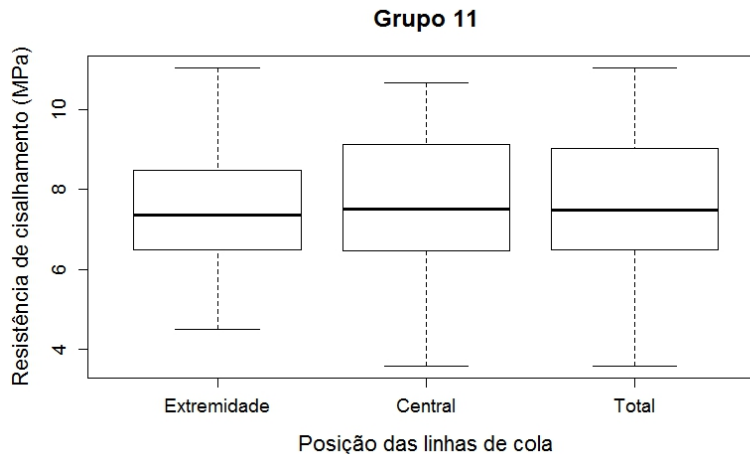 Grupo 11
Resistência de cisalhamento (MPa)
10
8
6
4
Extremidade
Central
Total
Posição das linhas de cola